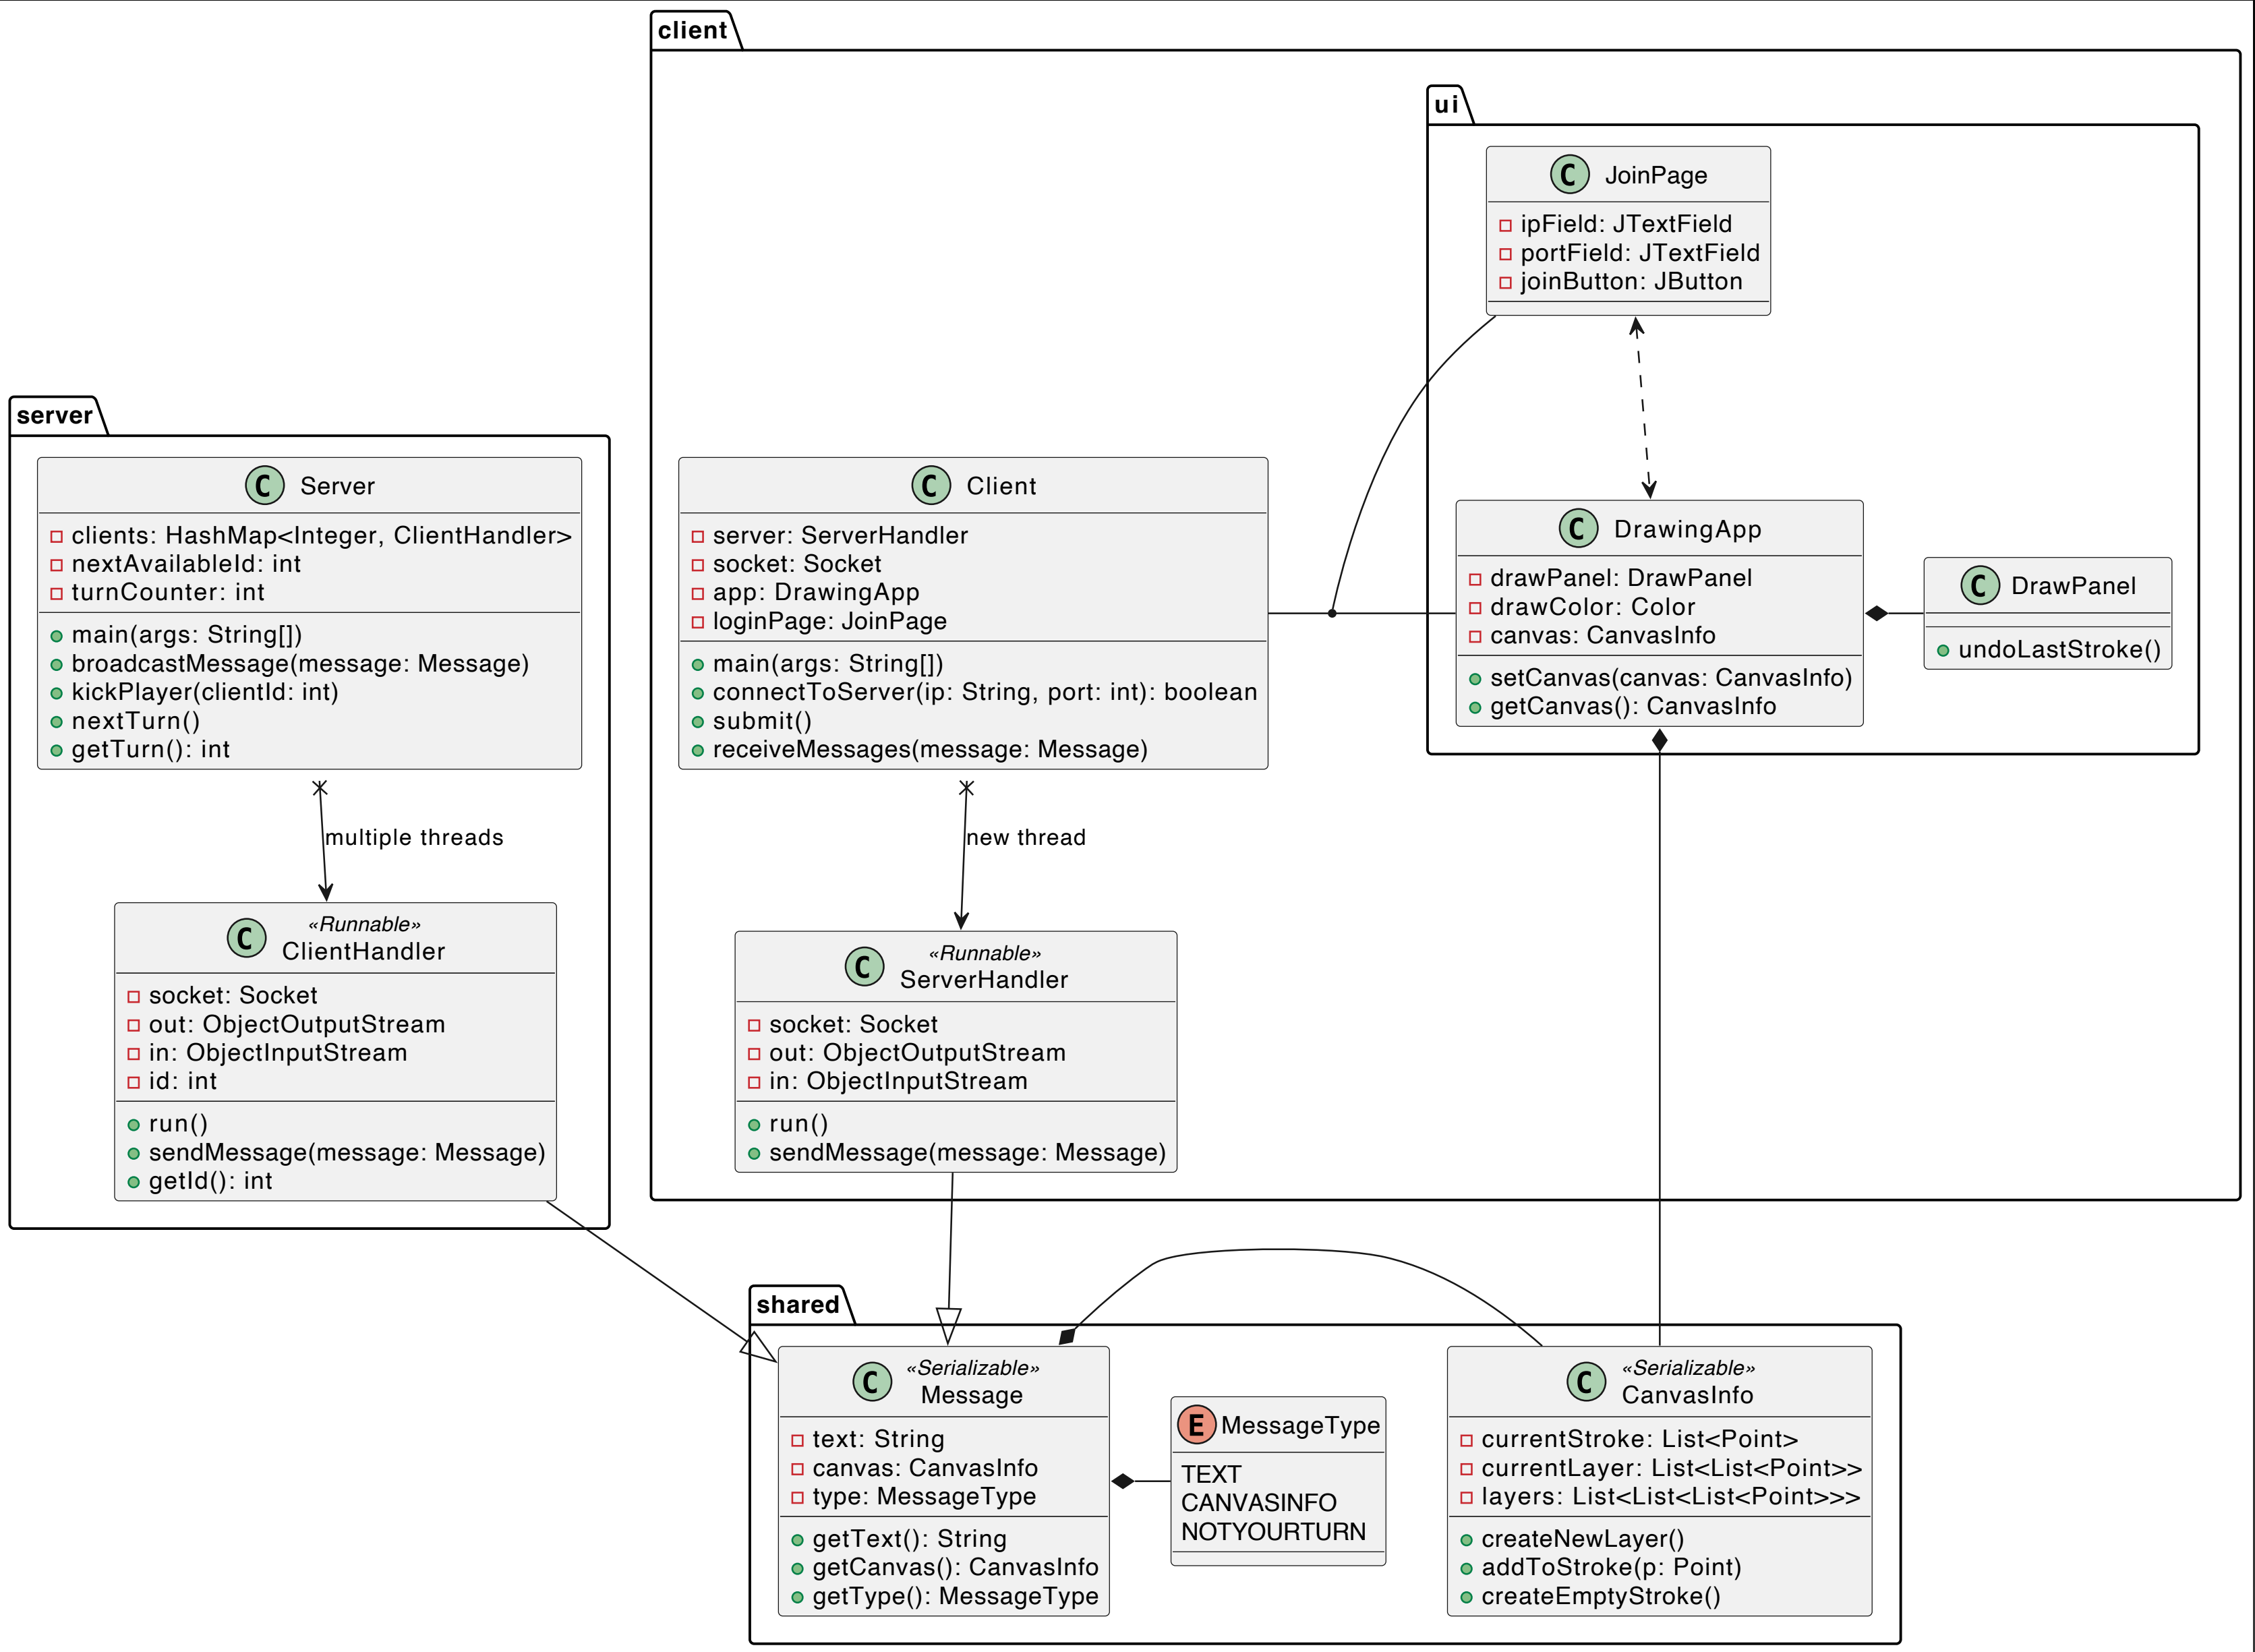 client
ui
C JoinPage
ipField: JTextField
portField: JTextField
joinButton: JButton
server
C Server
clients: HashMap<Integer, ClientHandler>
nextAvailableId: int
turnCounter: int
main(args: String[])
broadcastMessage(message: Message)
kickPlayer(clientId: int)
nextTurn()
getTurn(): int
C Client
server: ServerHandler
socket: Socket
app: DrawingApp
loginPage: JoinPage
main(args: String[])
connectToServer(ip: String, port: int): boolean
submit()
receiveMessages(message: Message)
C DrawingApp
drawPanel: DrawPanel
drawColor: Color
canvas: CanvasInfo
setCanvas(canvas: CanvasInfo)
getCanvas(): CanvasInfo
C DrawPanel
undoLastStroke()
multiple threads
new thread
«Runnable»
C ClientHandler
socket: Socket
out: ObjectOutputStream
in: ObjectInputStream
id: int
run()
sendMessage(message: Message)
getId(): int
«Runnable»
C ServerHandler
socket: Socket
out: ObjectOutputStream
in: ObjectInputStream
run()
sendMessage(message: Message)
shared
«Serializable»
C Message
text: String
canvas: CanvasInfo
type: MessageType
getText(): String
getCanvas(): CanvasInfo
getType(): MessageType
E MessageType
TEXT
CANVASINFO
NOTYOURTURN
«Serializable»
C CanvasInfo
currentStroke: List<Point>
currentLayer: List<List<Point>>
layers: List<List<List<Point>>>
createNewLayer()
addToStroke(p: Point)
createEmptyStroke()